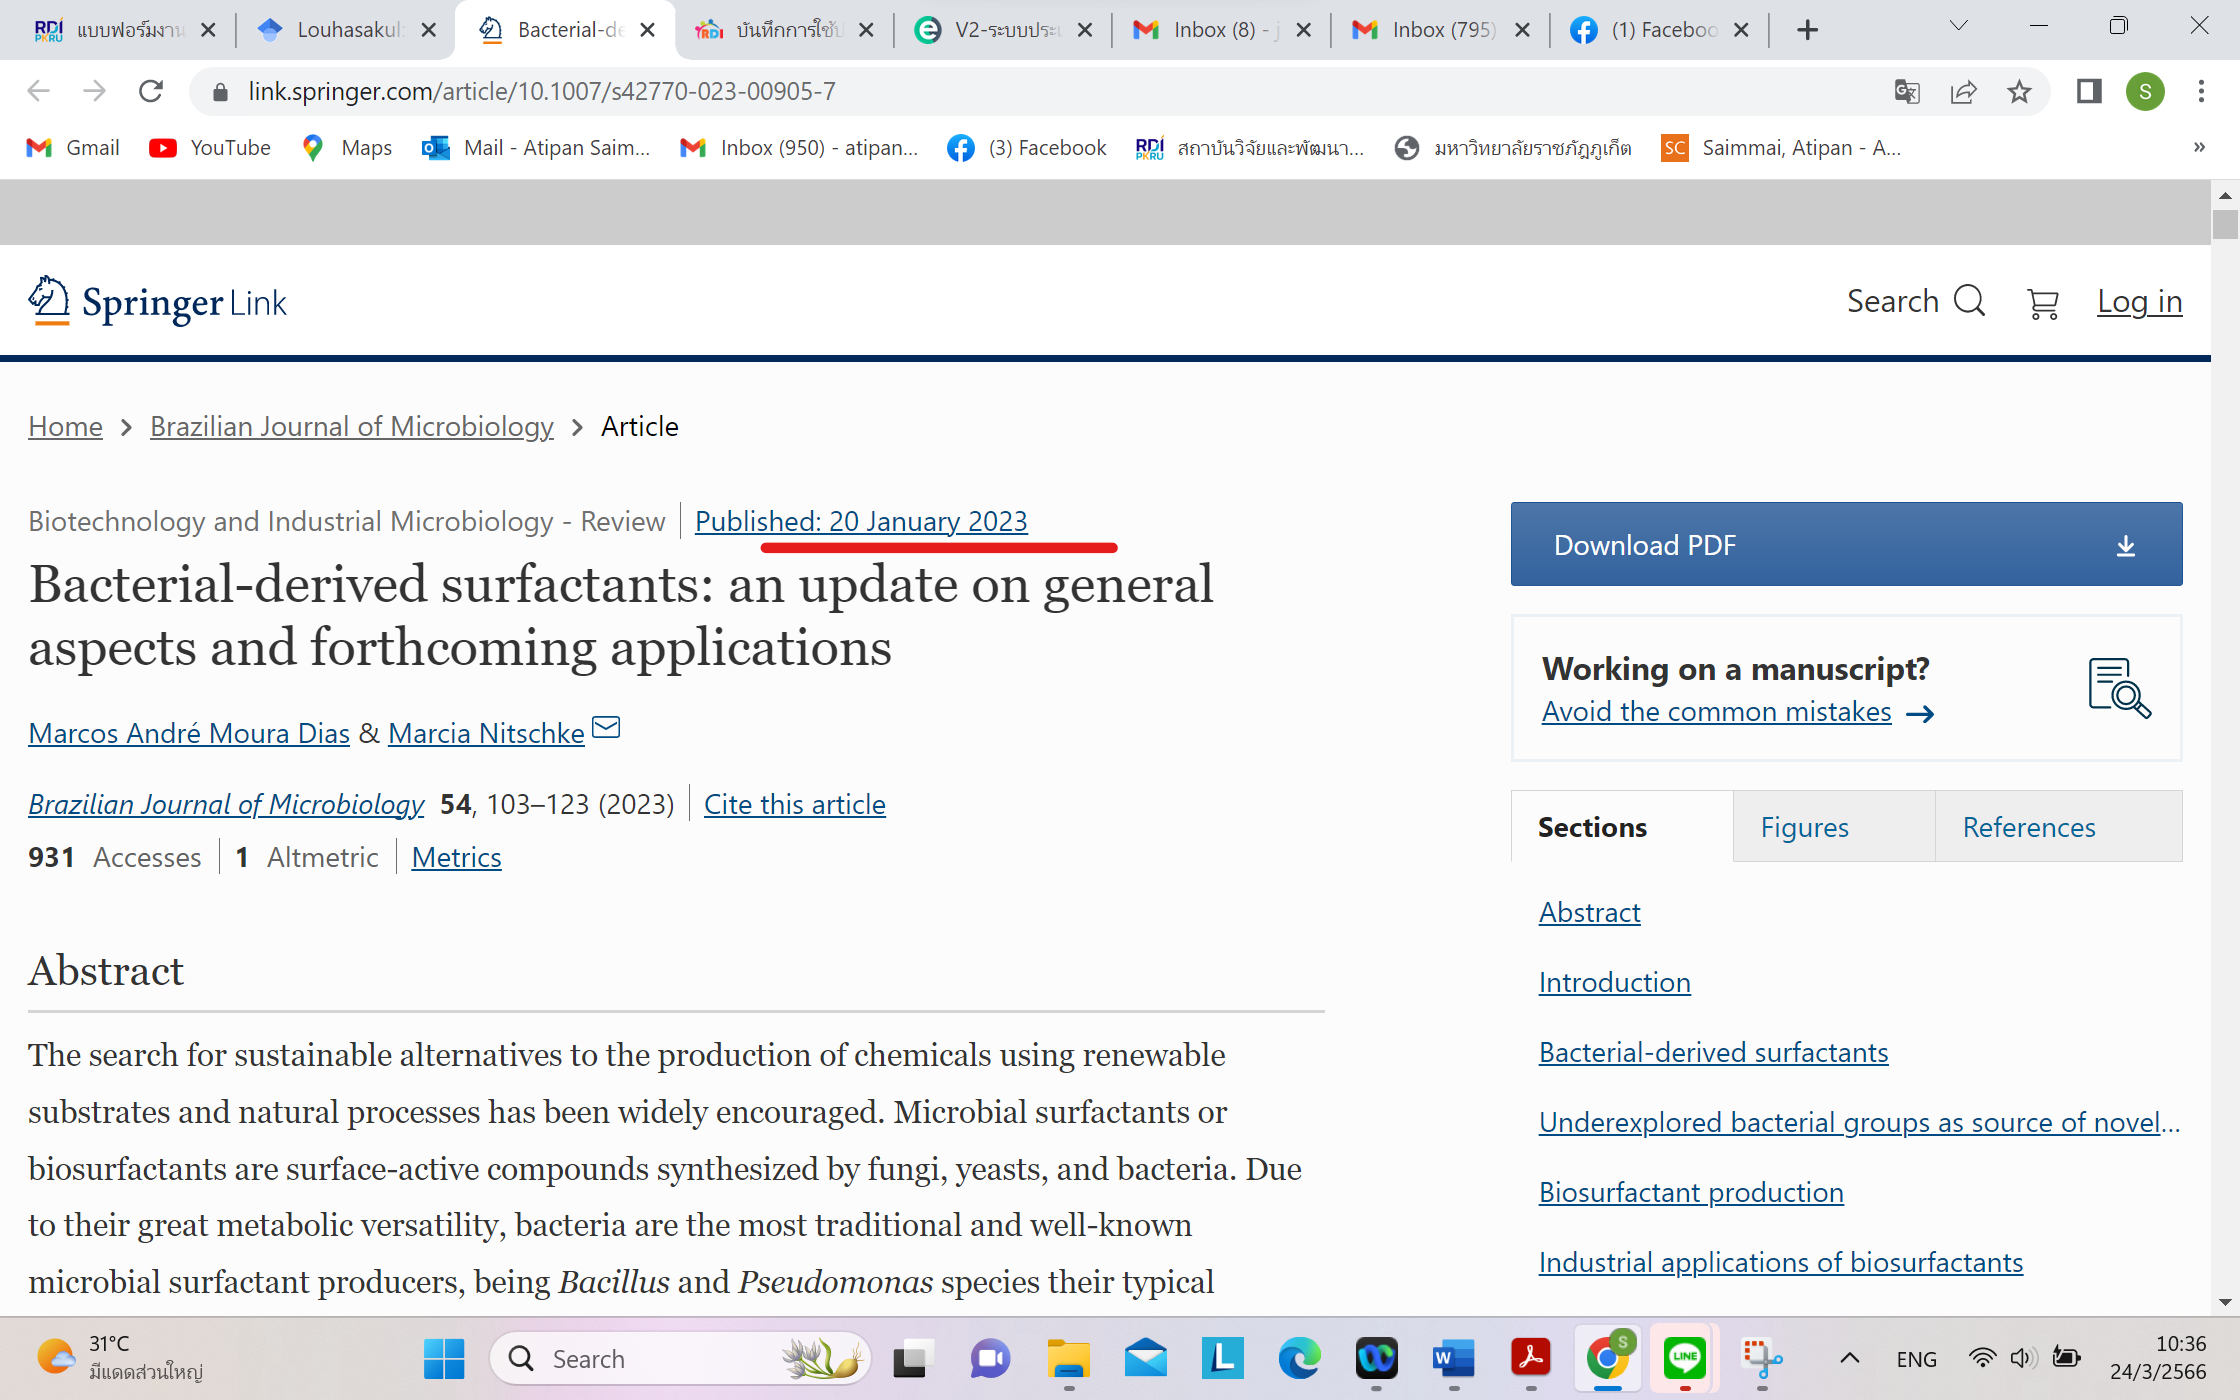 แบบฟอร์มงาน
Louhasakul
Bacterial-de
บันทึกการใช้ป
V2-ระบบประ
Inbox (8) - j
Inbox (795)
(1) Faceboo
link.springer.com/article/10.1007/s42770-023-00905-7
S
Gmail
YouTube
Maps
Mail - Atipan Saim...
Inbox (950) - atipan...
(3) Facebook
สถาบันวิจัยและพัฒนา...
มหาวิทยาลัยราชภัฏภูเก็ต
SC Saimmai, Atipan - A...
»
Springer Link
Search
Log in
Home > Brazilian Journal of Microbiology > Article
Biotechnology and Industrial Microbiology - Review | Published: 20 January 2023
Bacterial-derived surfactants: an update on general
aspects and forthcoming applications
Marcos André Moura Dias & Marcia Nitschke
Brazilian Journal of Microbiology 54, 103–123 (2023) | Cite this article
931 Accesses | 1 Altmetric | Metrics
Abstract
The search for sustainable alternatives to the production of chemicals using renewable
substrates and natural processes has been widely encouraged. Microbial surfactants or
biosurfactants are surface-active compounds synthesized by fungi, yeasts, and bacteria. Due
to their great metabolic versatility, bacteria are the most traditional and well-known
microbial surfactant producers, being Bacillus and Pseudomonas species their typical
Download PDF
Working on a manuscript?
Avoid the common mistakes →
Sections
Figures
References
Abstract
Introduction
Bacterial-derived surfactants
Underexplored bacterial groups as source of novel...
Biosurfactant production
Industrial applications of biosurfactants
31°C
มีแดดส่วนใหญ่
Search
ENG
10:36
24/3/2566